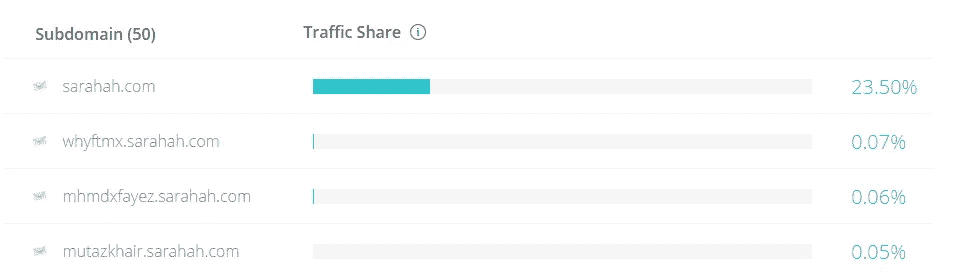 Subdomain (50) Traffic Share i
sarahah.com 23.50%
whyftmx.sarahah.com 0.07%
mhmdxfayez.sarahah.com 0.06%
mutazkhair.sarahah.com 0.05%